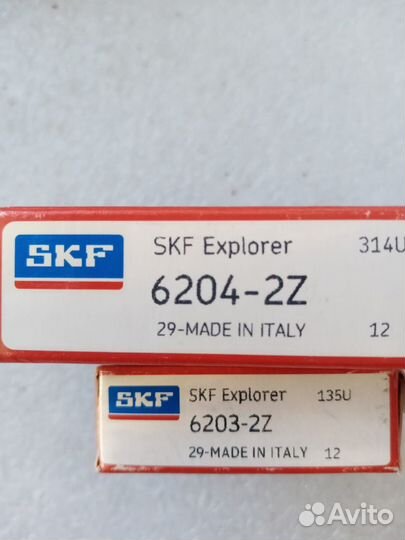 SKF
SKF Explorer 314U
6204-2Z
29-MADE IN ITALY 12
SKF
SKF Explorer 135U
6203-2Z
29-MADE IN ITALY 12
Avito